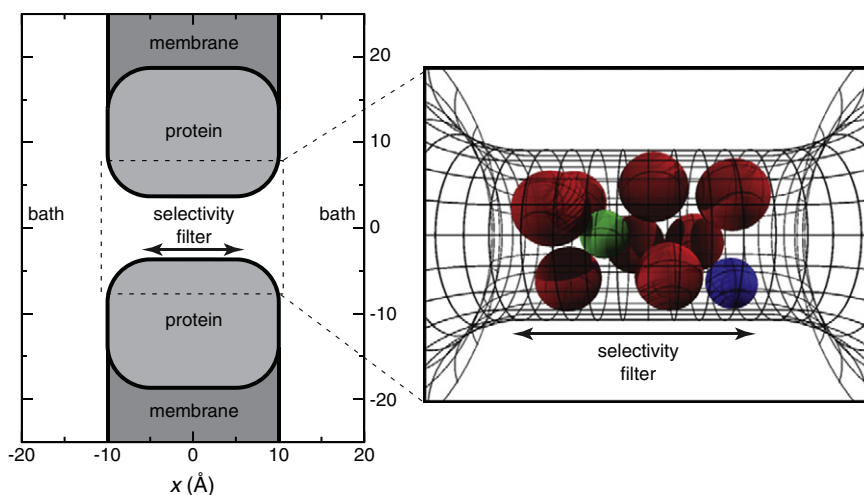 membrane
protein
bath
selectivity
filter
bath
protein
membrane
20
10
0
-10
-20
-20
-10
0
10
20
x (Å)
selectivity
filter